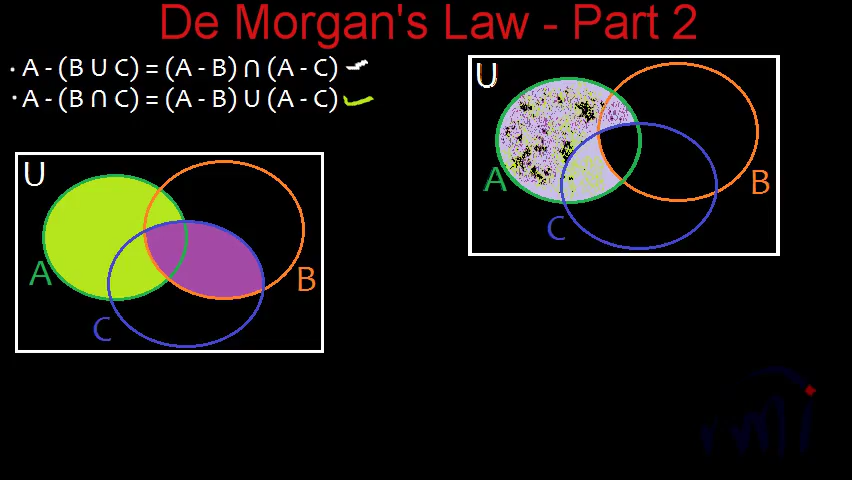 De Morgan's Law - Part 2
· A - (B U C) = (A - B) ∩ (A - C)
· A - (B ∩ C) = (A - B) U (A - C)
U
A
B
C
U
A
B
C